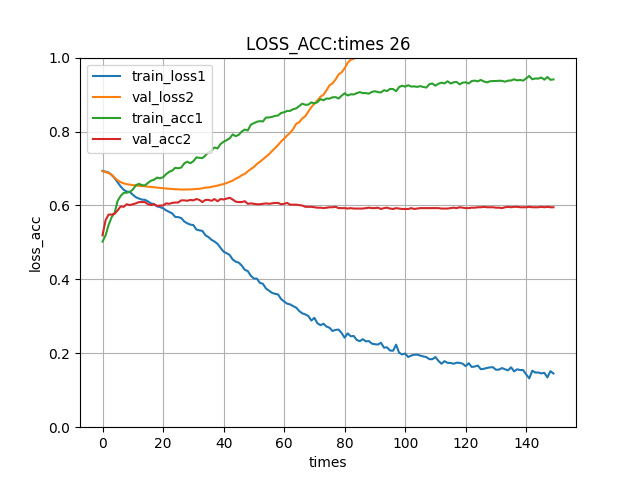 LOSS_ACC:times 26
1.0
0.8
0.6
0.4
0.2
0.0
loss_acc
train_loss1
val_loss2
train_acc1
val_acc2
0 20 40 60 80 100 120 140
times